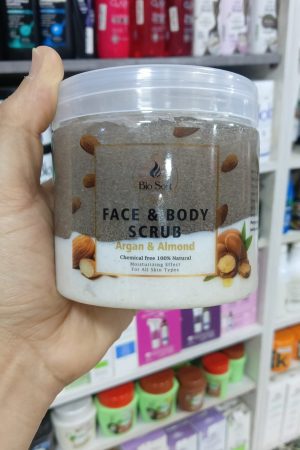 Bio Soft
FACE & BODY
SCRUB
Argan & Almond
Chemical Free 100% Natural
Moisturizing Effect
For All Skin Types